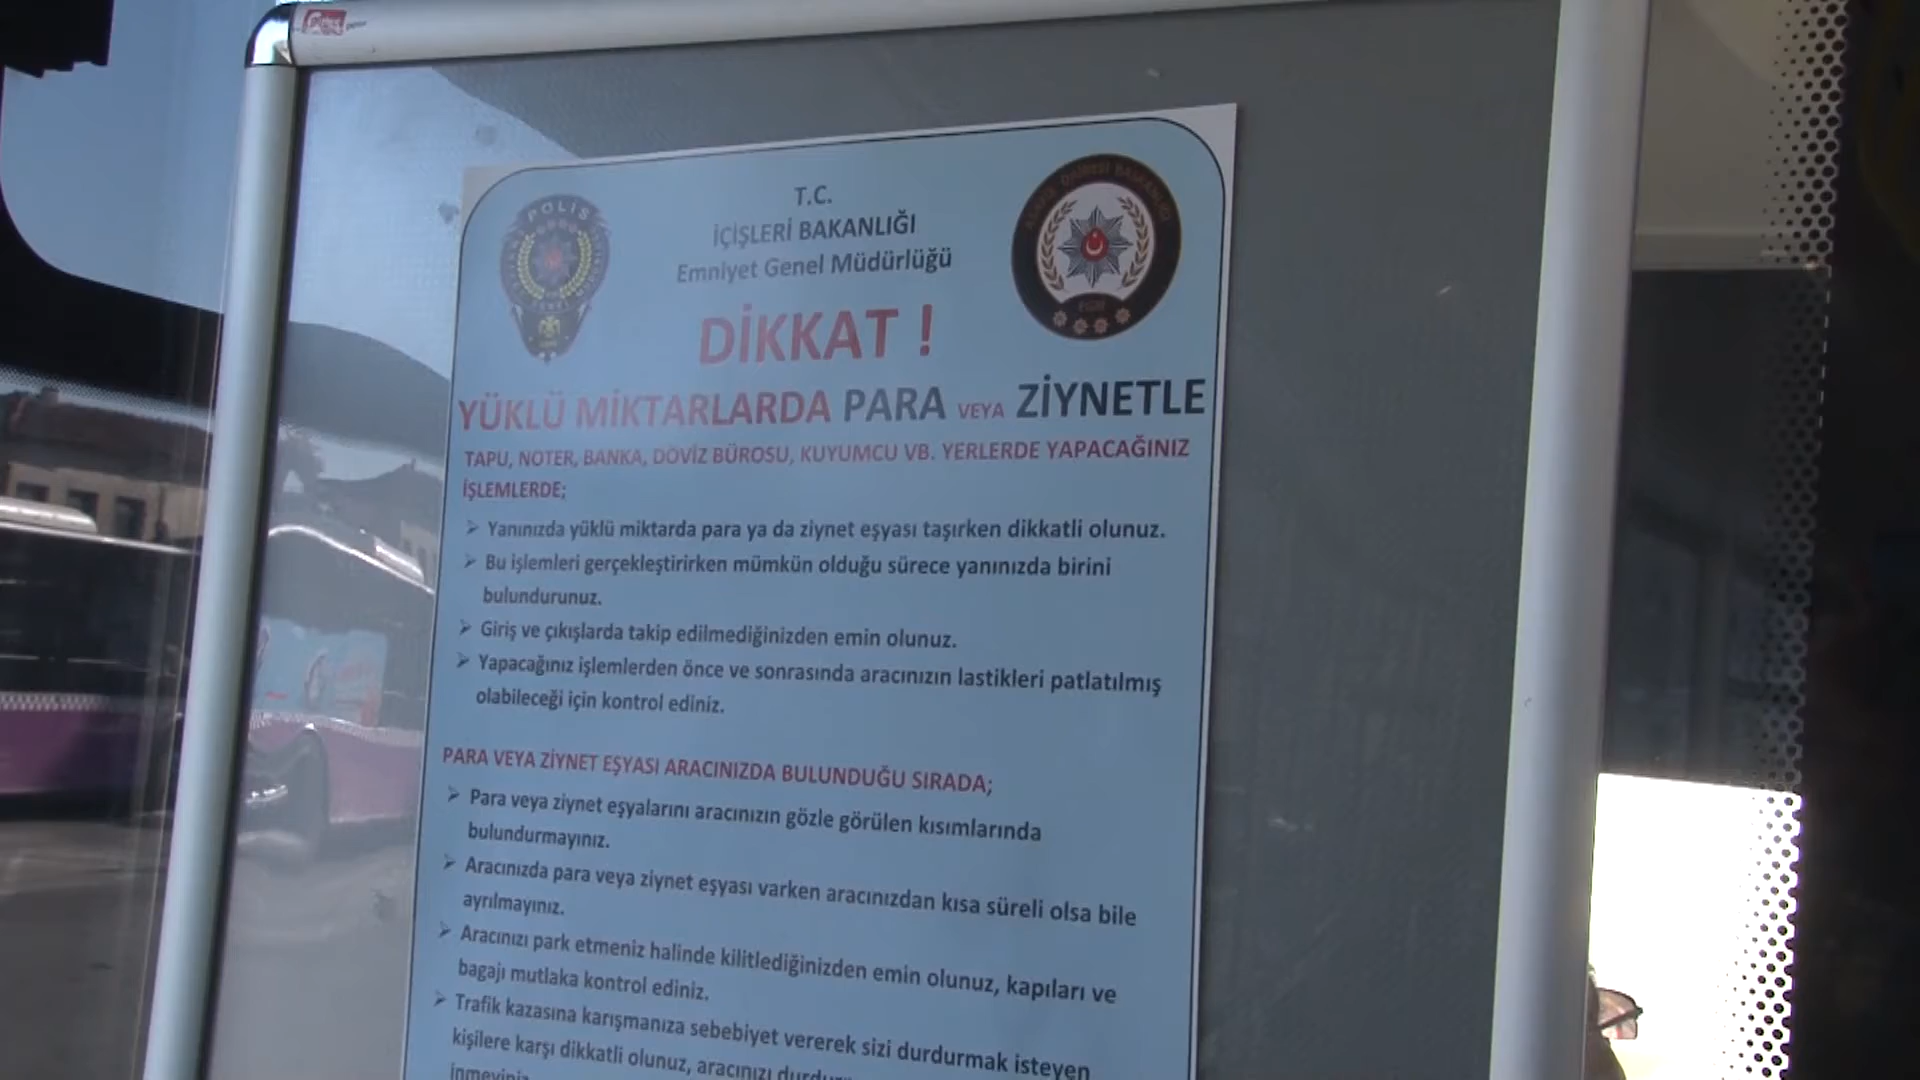 POLİS
T.C.
İÇİŞLERİ BAKANLIĞI
Emniyet Genel Müdürlüğü
DİKKAT !
YÜKLÜ MİKTARLARDA PARA VEYA ZİYNETLE
TAPU, NOTER, BANKA, DÖVİZ BÜROSU, KUYUMCU VB. YERLERDE YAPACAĞINIZ
İŞLEMLERDE;
➢ Yanınızda yüklü miktarda para ya da ziynet eşyası taşırken dikkatli olunuz.
➢ Bu işlemleri gerçekleştirirken mümkün olduğu sürece yanınızda birini
bulundurunuz.
➢ Giriş ve çıkışlarda takip edilmediğinizden emin olunuz.
➢ Yapacağınız işlemlerden önce ve sonrasında aracınızın lastikleri patlatılmış
olabileceği için kontrol ediniz.
PARA VEYA ZİYNET EŞYASI ARACINIZDA BULUNDUĞU SIRADA;
➢ Para veya ziynet eşyalarını aracınızın gözle görülen kısımlarında
bulundurmayınız.
➢ Aracınızda para veya ziynet eşyası varken aracınızdan kısa süreli olsa bile
ayrılmayınız.
➢ Aracınızı park etmeniz halinde kilitlediğinizden emin olunuz, kapıları ve
bagajı mutlaka kontrol ediniz.
➢ Trafik kazasına karışmanıza sebebiyet vererek sizi durdurmak isteyen
kişilere karşı dikkatli olunuz, aracınızı